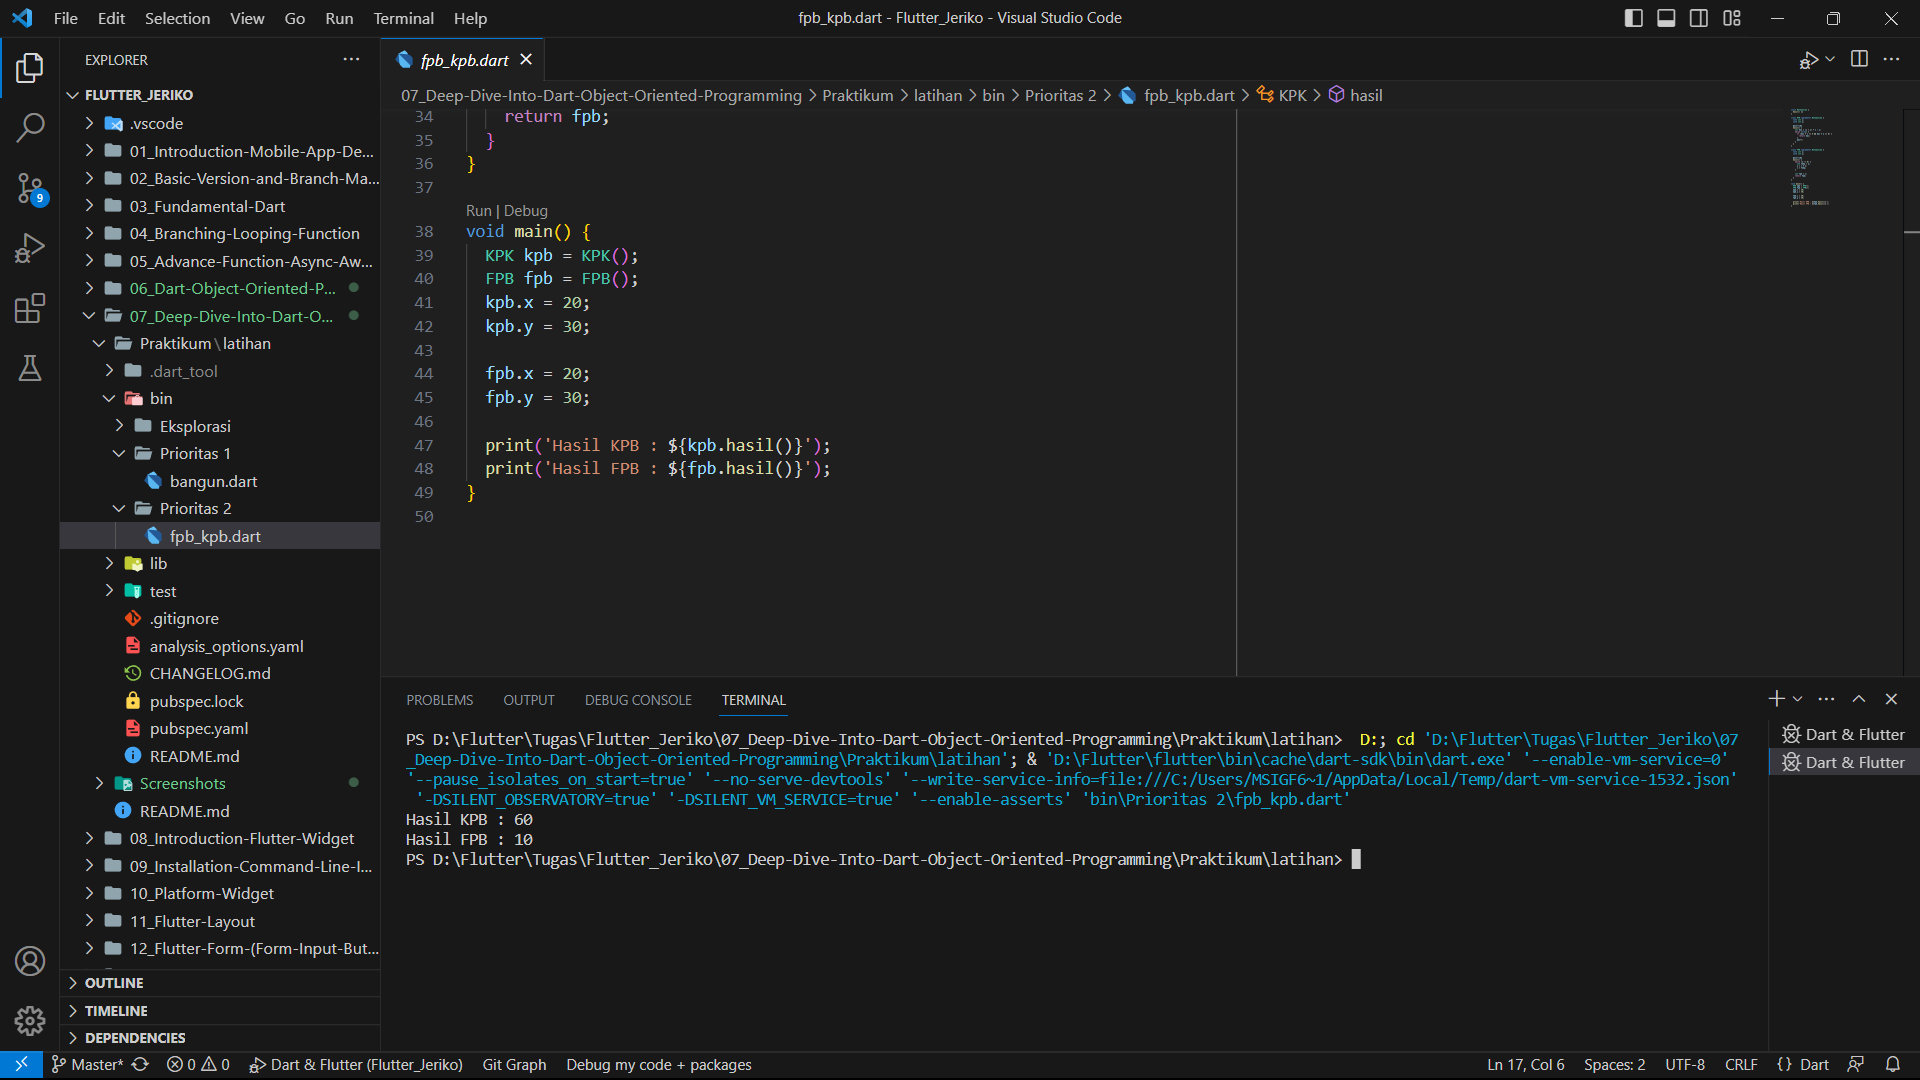 File Edit Selection View Go Run Terminal Help
fpb_kpb.dart - Flutter_Jeriko - Visual Studio Code
EXPLORER
FLUTTER_JERIKO
.vscode
01_Introduction-Mobile-App-De...
02_Basic-Version-and-Branch-Ma...
03_Fundamental-Dart
04_Branching-Looping-Function
05_Advance-Function-Async-Aw...
06_Dart-Object-Oriented-P...
07_Deep-Dive-Into-Dart-O...
Praktikum\latihan
.dart_tool
bin
Eksplorasi
Prioritas 1
bangun.dart
Prioritas 2
fpb_kpb.dart
lib
test
.gitignore
analysis_options.yaml
CHANGELOG.md
pubspec.lock
pubspec.yaml
README.md
Screenshots
README.md
08_Introduction-Flutter-Widget
09_Installation-Command-Line-I...
10_Platform-Widget
11_Flutter-Layout
12_Flutter-Form-(Form-Input-But...
OUTLINE
TIMELINE
DEPENDENCIES
9
fpb_kpb.dart
07_Deep-Dive-Into-Dart-Object-Oriented-Programming > Praktikum > latihan > bin > Prioritas 2 > fpb_kpb.dart > KPK > hasil
34 return fpb;
35 }
36 }
37
Run | Debug
38 void main() {
39 KPK kpb = KPK();
40 FPB fpb = FPB();
41 kpb.x = 20;
42 kpb.y = 30;
43
44 fpb.x = 20;
45 fpb.y = 30;
46
47 print('Hasil KPB : ${kpb.hasil()}');
48 print('Hasil FPB : ${fpb.hasil()}');
49 }
50
PROBLEMS OUTPUT DEBUG CONSOLE TERMINAL
PS D:\Flutter\Tugas\Flutter_Jeriko\07_Deep-Dive-Into-Dart-Object-Oriented-Programming\Praktikum\latihan> D:; cd 'D:\Flutter\Tugas\Flutter_Jeriko\07
_Deep-Dive-Into-Dart-Object-Oriented-Programming\Praktikum\latihan'; & 'D:\Flutter\flutter\bin\cache\dart-sdk\bin\dart.exe' '--enable-vm-service=0'
'--pause_isolates_on_start=true' '--no-serve-devtools' '--write-service-info=file:///C:/Users/MSIGF6~1/AppData/Local/Temp/dart-vm-service-1532.json'
'-DSILENT_OBSERVATORY=true' '-DSILENT_VM_SERVICE=true' '--enable-asserts' 'bin\Prioritas 2\fpb_kpb.dart'
Hasil KPB : 60
Hasil FPB : 10
PS D:\Flutter\Tugas\Flutter_Jeriko\07_Deep-Dive-Into-Dart-Object-Oriented-Programming\Praktikum\latihan>
Dart & Flutter
Dart & Flutter
Master* 0 0 Dart & Flutter (Flutter_Jeriko) Git Graph Debug my code + packages
Ln 17, Col 6 Spaces: 2 UTF-8 CRLF {} Dart